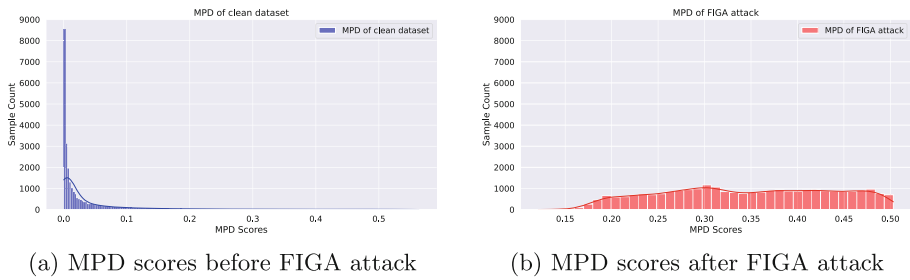 MPD of clean dataset
9000
8000
7000
6000
5000
4000
3000
2000
1000
0
Sample Count
MPD of clean dataset
0.0 0.1 0.2 0.3 0.4 0.5
MPD Scores
(a) MPD scores before FIGA attack
MPD of FIGA attack
9000
8000
7000
6000
5000
4000
3000
2000
1000
0
Sample Count
MPD of FIGA attack
0.15 0.20 0.25 0.30 0.35 0.40 0.45 0.50
MPD Scores
(b) MPD scores after FIGA attack